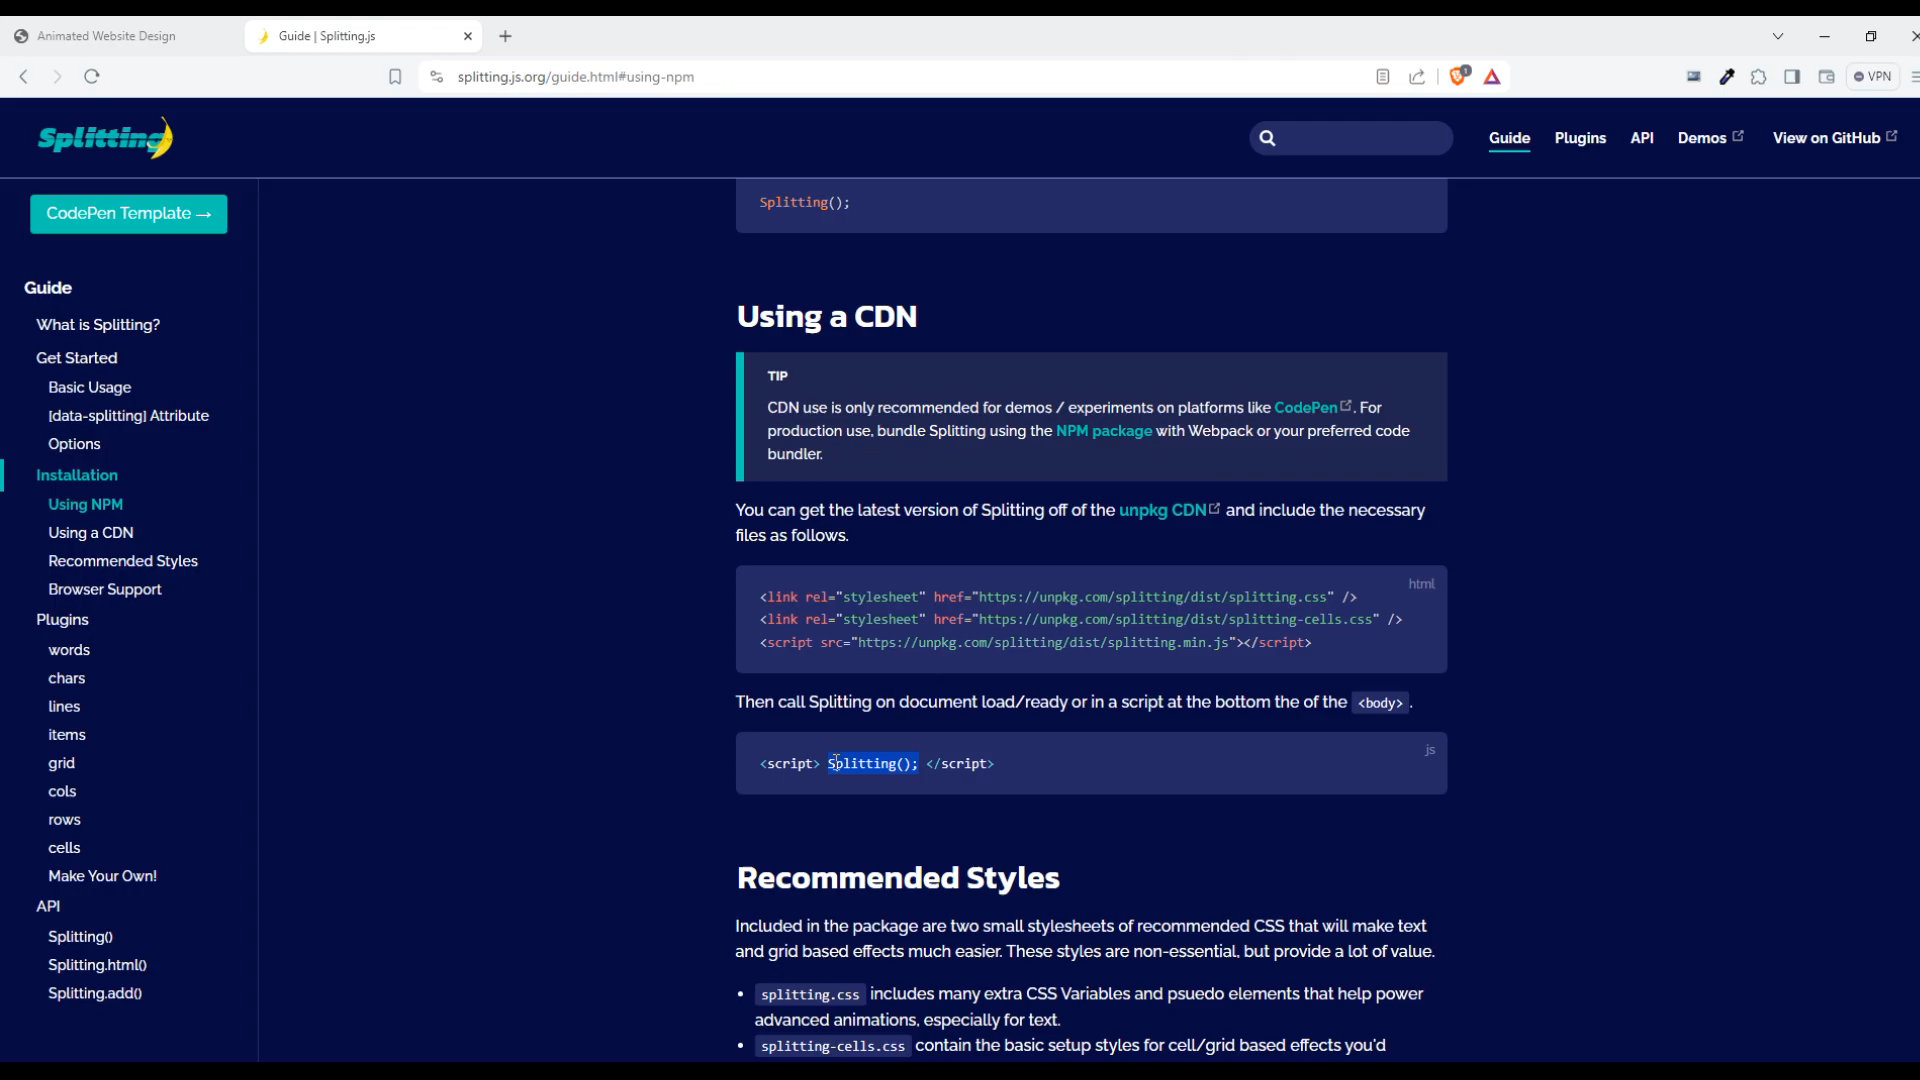 Animated Website Design
Guide | Splitting.js
splitting.js.org/guide.html#using-npm
1
VPN
Splitting
Guide
Plugins
API
Demos
View on GitHub
CodePen Template →
Guide
What is Splitting?
Get Started
Basic Usage
[data-splitting] Attribute
Options
Installation
Using NPM
Using a CDN
Recommended Styles
Browser Support
Plugins
words
chars
lines
items
grid
cols
rows
cells
Make Your Own!
API
Splitting()
Splitting.html()
Splitting.add()
Splitting();
Using a CDN
TIP
CDN use is only recommended for demos / experiments on platforms like CodePen. For
production use, bundle Splitting using the NPM package with Webpack or your preferred code
bundler.
You can get the latest version of Splitting off of the unpkg CDN and include the necessary
files as follows.
html
<link rel="stylesheet" href="https://unpkg.com/splitting/dist/splitting.css" />
<link rel="stylesheet" href="https://unpkg.com/splitting/dist/splitting-cells.css" />
<script src="https://unpkg.com/splitting/dist/splitting.min.js"></script>
Then call Splitting on document load/ready or in a script at the bottom the of the <body>.
js
<script> Splitting(); </script>
Recommended Styles
Included in the package are two small stylesheets of recommended CSS that will make text
and grid based effects much easier. These styles are non-essential, but provide a lot of value.
• splitting.css includes many extra CSS Variables and psuedo elements that help power
advanced animations, especially for text.
• splitting-cells.css contain the basic setup styles for cell/grid based effects you'd